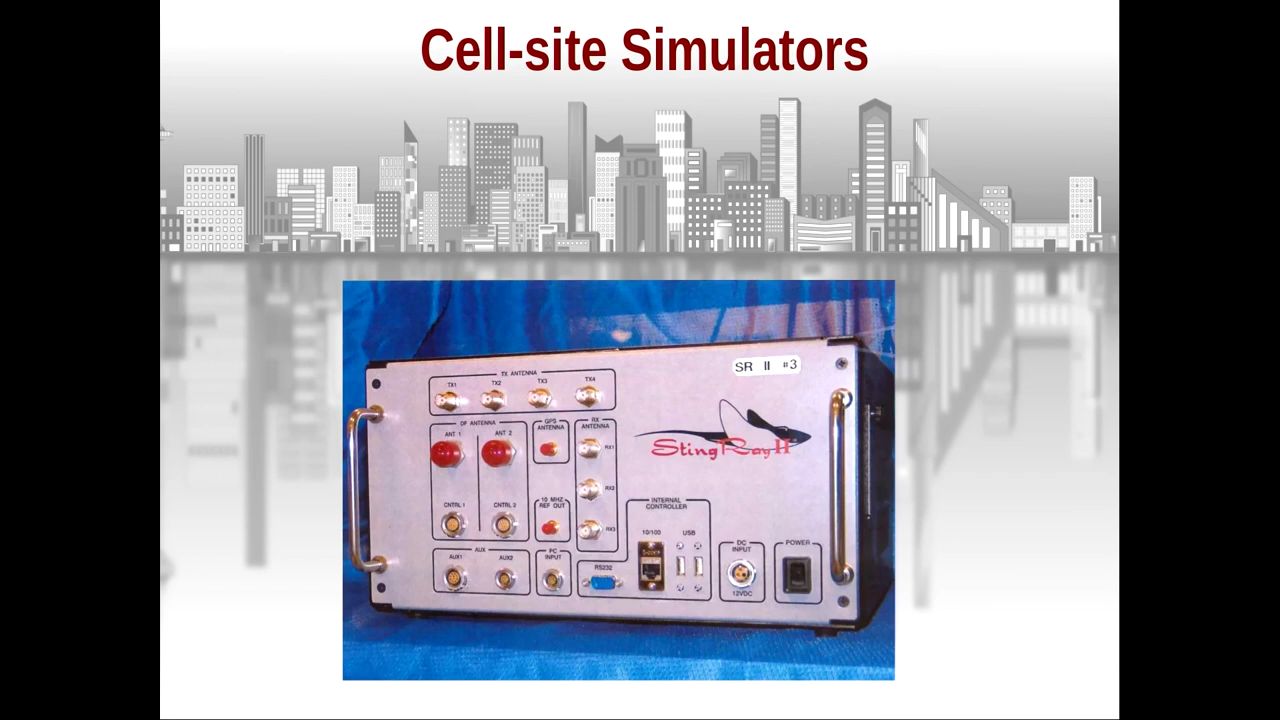 Cell-site Simulators
SR II #3
TX ANTENNA
TX1 TX2 TX3 TX4
StingRay II
DF ANTENNA
ANT 1 ANT 2
GPS
ANTENNA
RX
ANTENNA
RX1
RX2
RX3
CNTRL 1 CNTRL 2
10 MHZ
REF OUT
INTERNAL
CONTROLLER
10/100 USB
AUX
AUX1 AUX2
PC
INPUT
RS232
DC
INPUT
12VDC
POWER